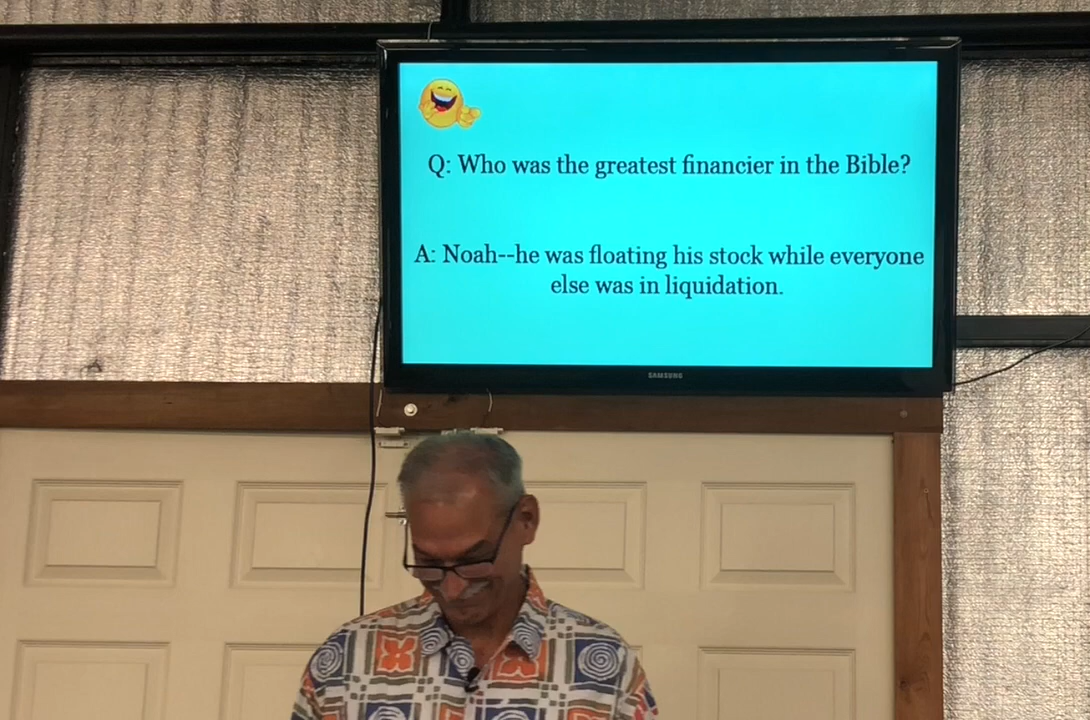 Q: Who was the greatest financier in the Bible?
A: Noah--he was floating his stock while everyone
else was in liquidation.
SAMSUNG